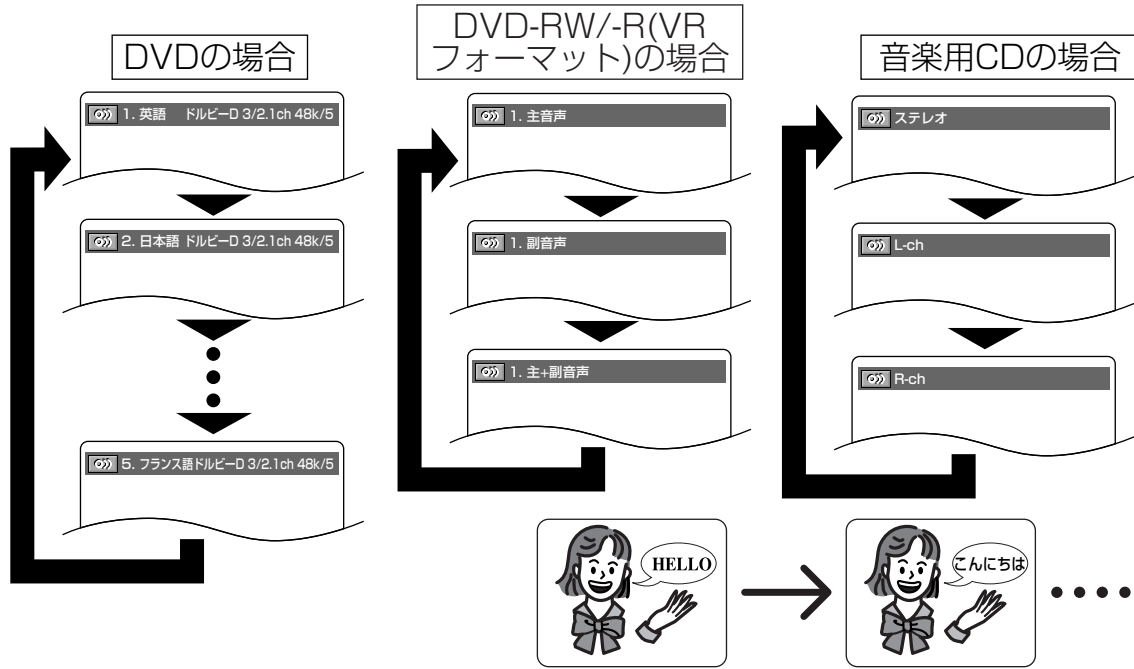 DVDの場合
1. 英語 ドルビーD 3/2.1ch 48k/5
2. 日本語 ドルビーD 3/2.1ch 48k/5
5. フランス語ドルビーD 3/2.1ch 48k/5
DVD-RW/-R(VR
フォーマット)の場合
1. 主音声
1. 副音声
1. 主+副音声
音楽用CDの場合
ステレオ
L-ch
R-ch
HELLO
こんにちは